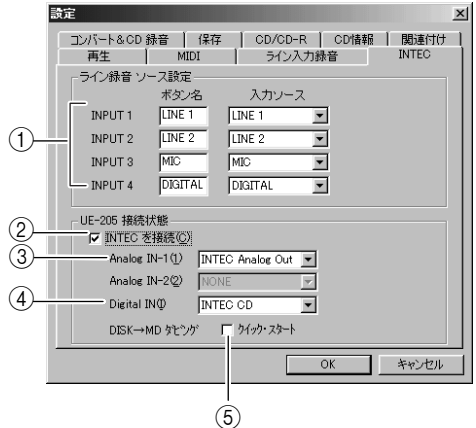 設定
コンバート&CD 録音 保存 CD/CD-R CD情報 関連付け
再生 MIDI ライン入力録音 INTEC
ライン録音 ソース設定
ボタン名 入力ソース
① INPUT 1 LINE 1 LINE 1
INPUT 2 LINE 2 LINE 2
INPUT 3 MIC MIC
INPUT 4 DIGITAL DIGITAL
UE-205 接続状態
② INTEC を接続(C)
③ Analog IN-1(1) INTEC Analog Out
Analog IN-2(2) NONE
④ Digital IN(I) INTEC CD
DISK→MD ダビング クイック・スタート
OK キャンセル
⑤